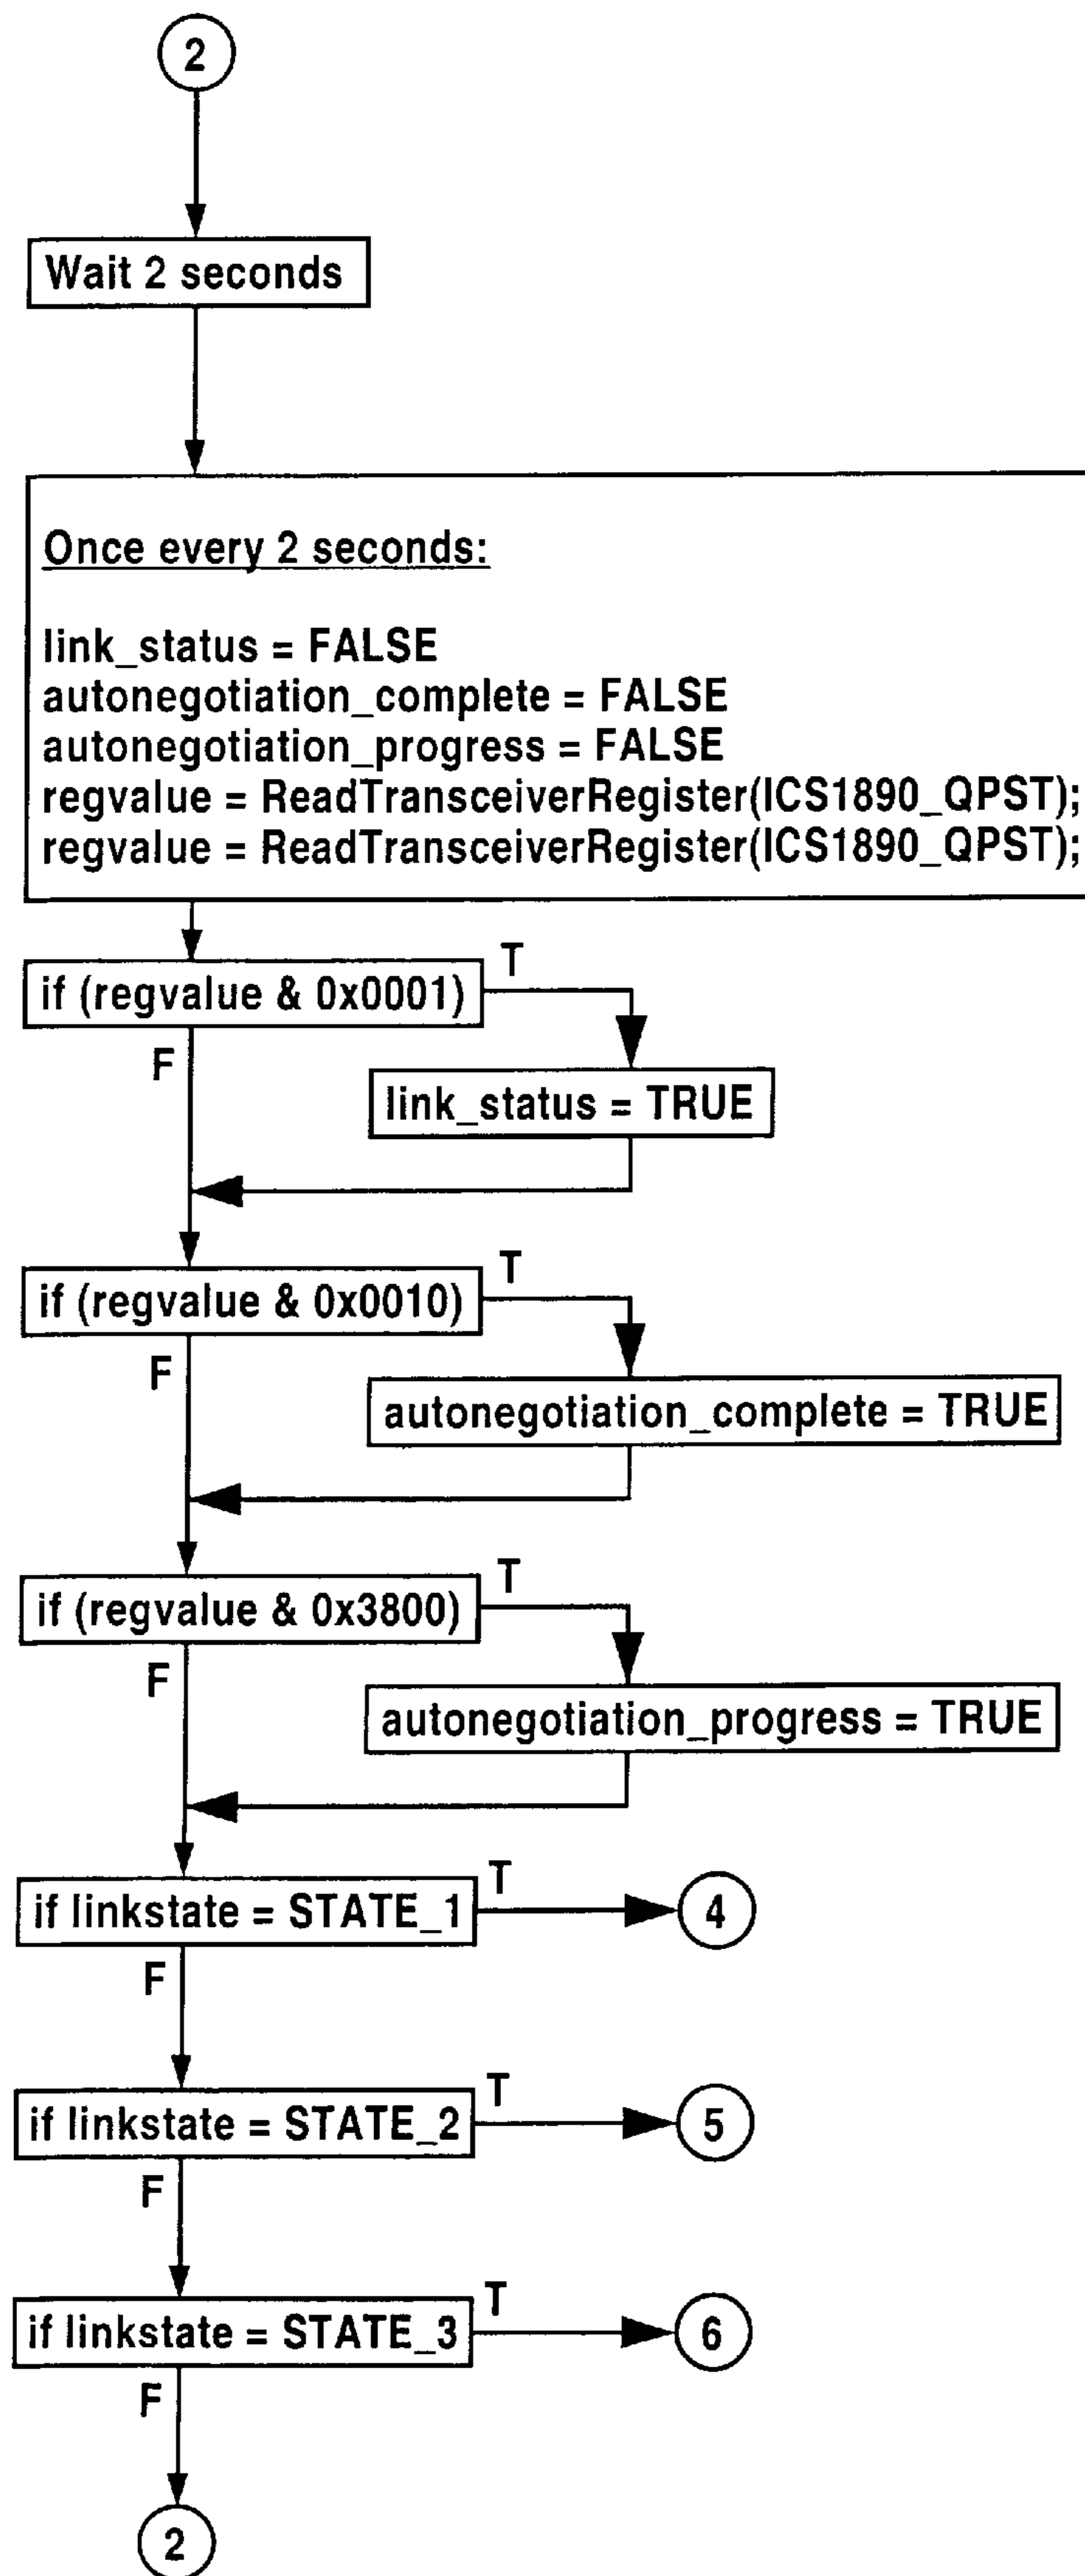 2
Wait 2 seconds
Once every 2 seconds:
link_status = FALSE
autonegotiation_complete = FALSE
autonegotiation_progress = FALSE
regvalue = ReadTransceiverRegister(ICS1890_QPST);
regvalue = ReadTransceiverRegister(ICS1890_QPST);
T
if (regvalue & 0x0001)
F
link_status = TRUE
T
if (regvalue & 0x0010)
F
autonegotiation_complete = TRUE
T
if (regvalue & 0x3800)
F
autonegotiation_progress = TRUE
T
if linkstate = STATE_1
4
F
T
if linkstate = STATE_2
5
F
T
if linkstate = STATE_3
6
F
2